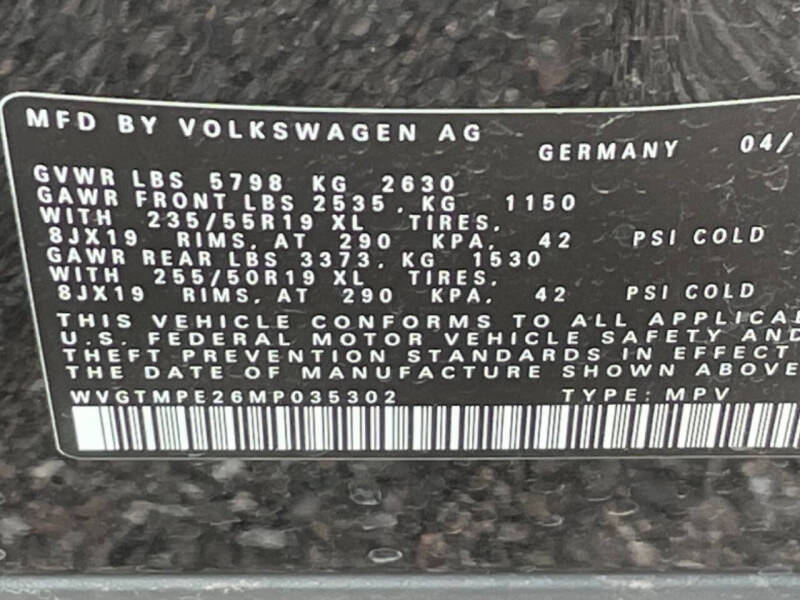 MFD BY VOLKSWAGEN AG
GERMANY 04/
GVWR LBS 5798 KG 2630
GAWR FRONT LBS 2535, KG 1150
WITH 235/55R19 XL TIRES.
8JX19 RIMS, AT 290 KPA, 42 PSI COLD
GAWR REAR LBS 3373, KG 1530
WITH 255/50R19 XL TIRES.
8JX19 RIMS, AT 290 KPA, 42 PSI COLD
THIS VEHICLE CONFORMS TO ALL APPLICA
U.S. FEDERAL MOTOR VEHICLE SAFETY AND
THEFT PREVENTION STANDARDS IN EFFECT
THE DATE OF MANUFACTURE SHOWN ABOVE
WVGTMPE26MP035302 TYPE: MPV